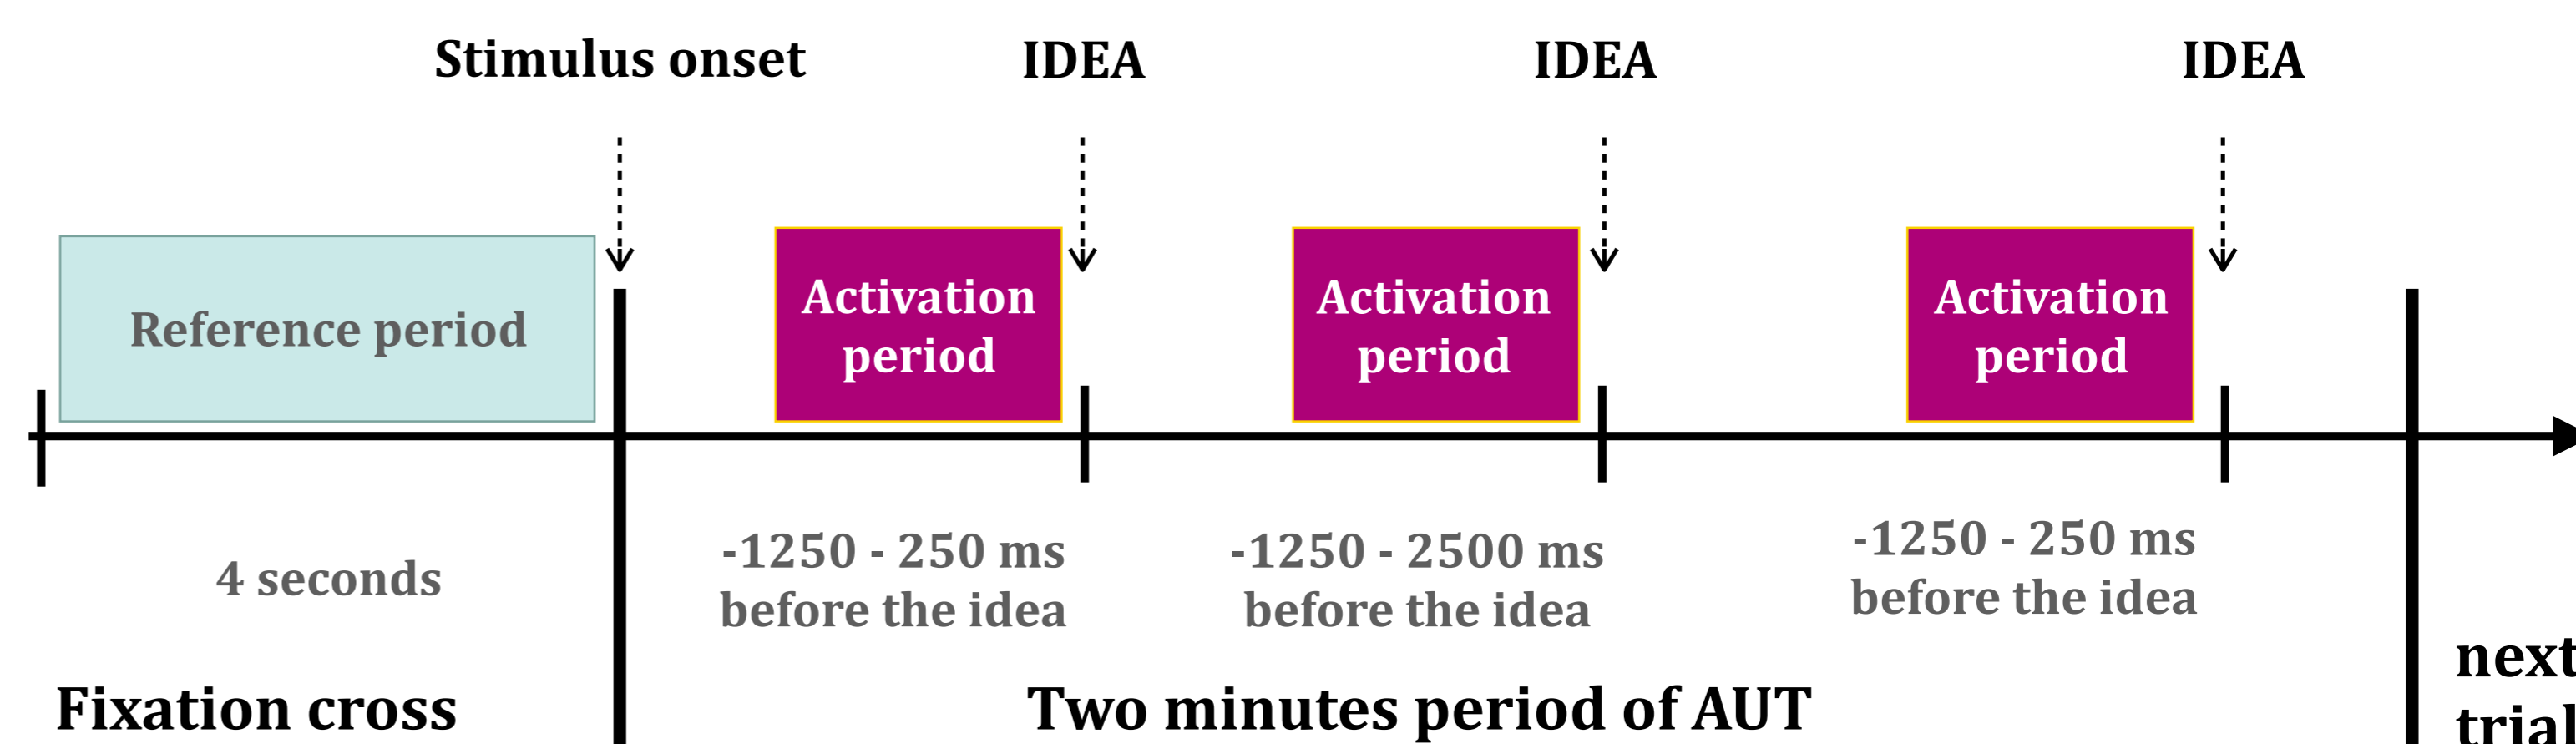 Stimulus onset
IDEA
IDEA
IDEA
Reference period
Activation
period
Activation
period
Activation
period
4 seconds
-1250 - 250 ms
before the idea
-1250 - 2500 ms
before the idea
-1250 - 250 ms
before the idea
Fixation cross
Two minutes period of AUT
next
trial